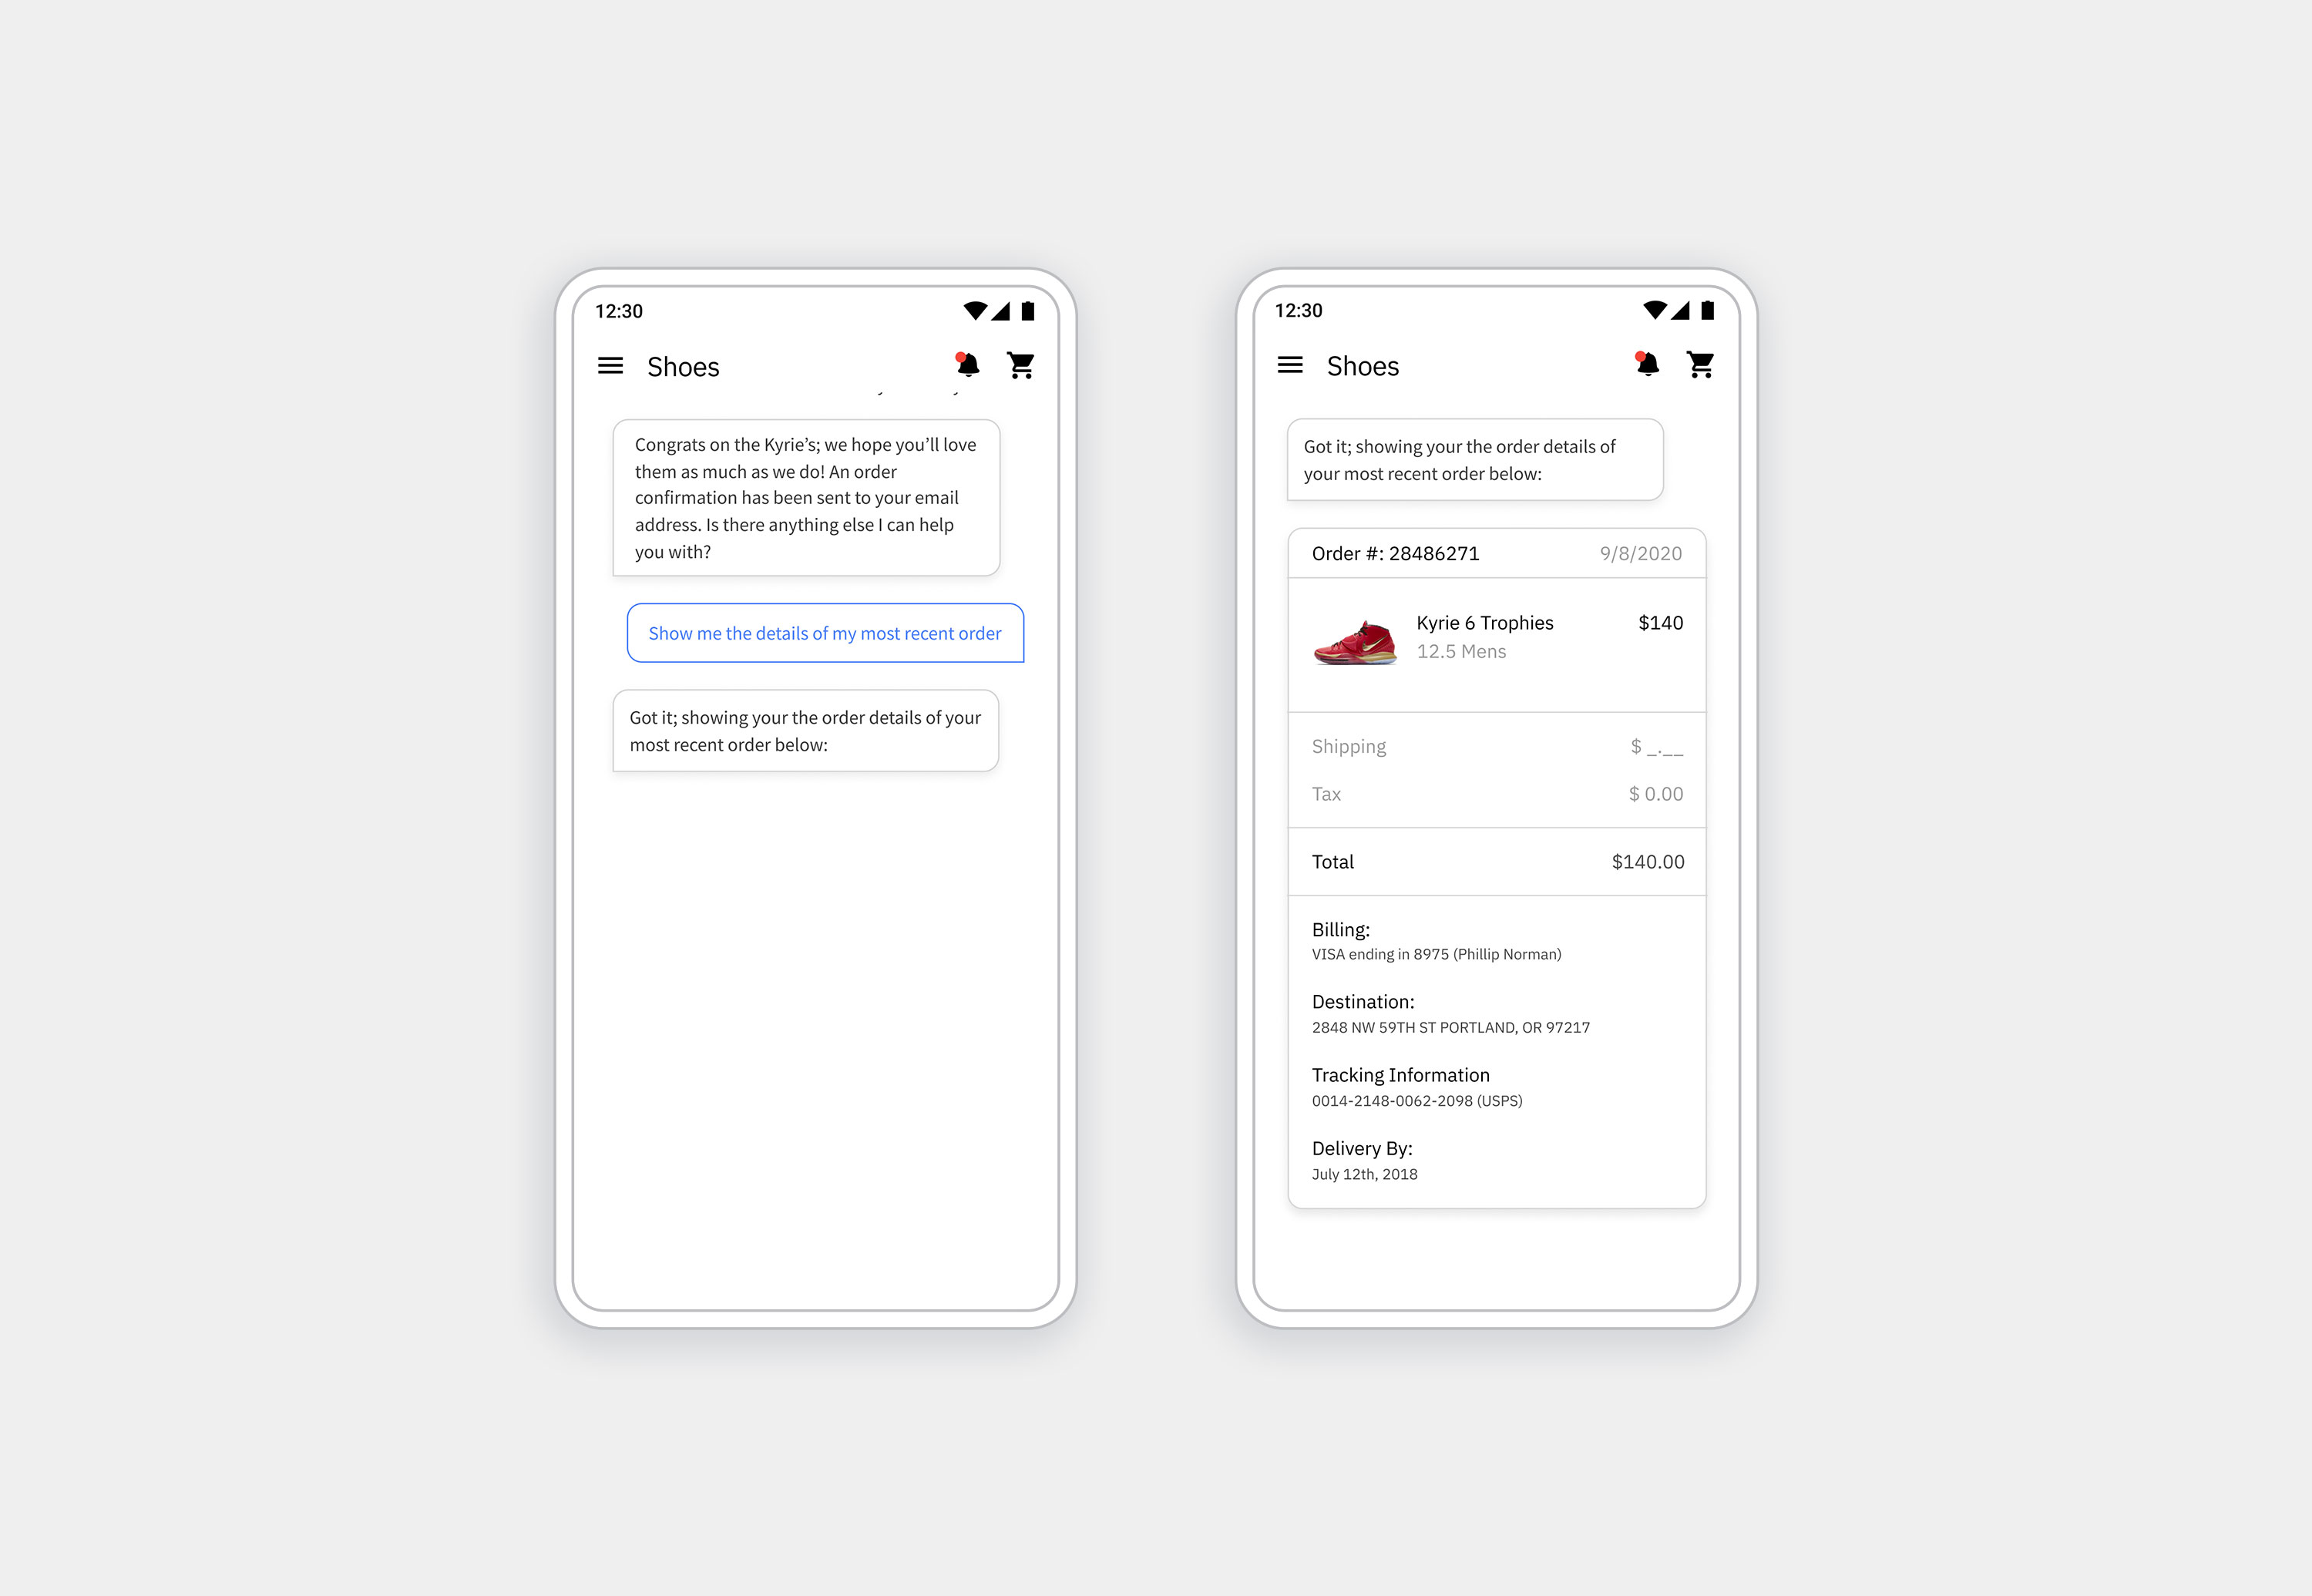 12:30
Shoes
Congrats on the Kyrie’s; we hope you’ll love
them as much as we do! An order
confirmation has been sent to your email
address. Is there anything else I can help
you with?
Show me the details of my most recent order
Got it; showing your the order details of your
most recent order below:
12:30
Shoes
Got it; showing your the order details of
your most recent order below:
Order #: 28486271 9/8/2020
Kyrie 6 Trophies $140
12.5 Mens
Shipping $ _.__
Tax $ 0.00
Total $140.00
Billing:
VISA ending in 8975 (Phillip Norman)
Destination:
2848 NW 59TH ST PORTLAND, OR 97217
Tracking Information
0014-2148-0062-2098 (USPS)
Delivery By:
July 12th, 2018